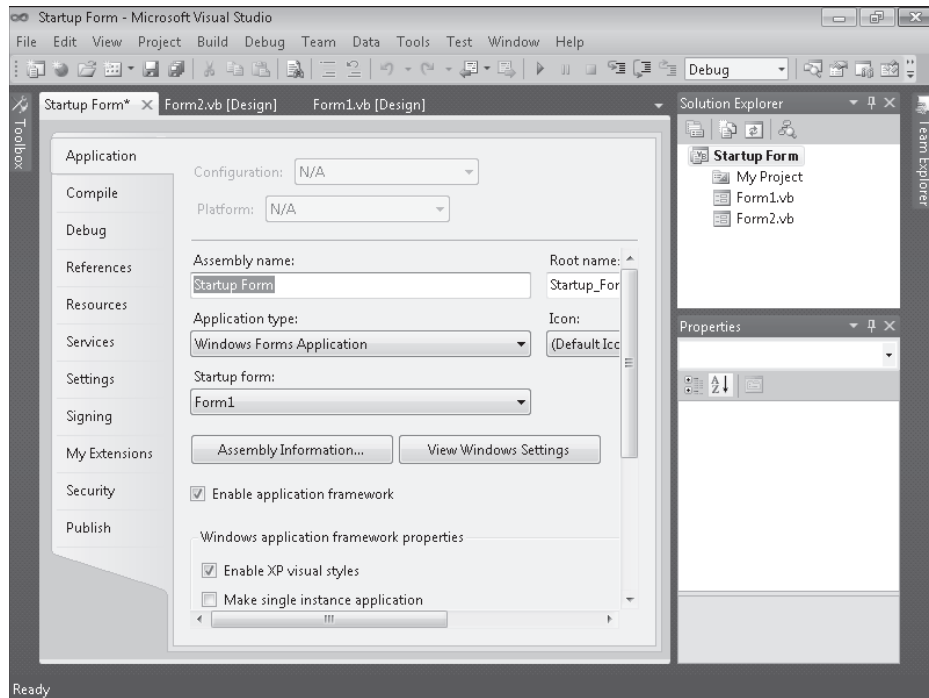 Startup Form - Microsoft Visual Studio
File Edit View Project Build Debug Team Data Tools Test Window Help
Debug
Toolbox
Startup Form* Form2.vb [Design] Form1.vb [Design]
Application
Compile
Debug
References
Resources
Services
Settings
Signing
My Extensions
Security
Publish
Configuration: N/A
Platform: N/A
Assembly name: Root name:
Startup Form Startup_For
Application type: Icon:
Windows Forms Application (Default Icc
Startup form:
Form1
Assembly Information... View Windows Settings
Enable application framework
Windows application framework properties
Enable XP visual styles
Make single instance application
Solution Explorer
Startup Form
My Project
Form1.vb
Form2.vb
Properties
Team Explorer
Ready